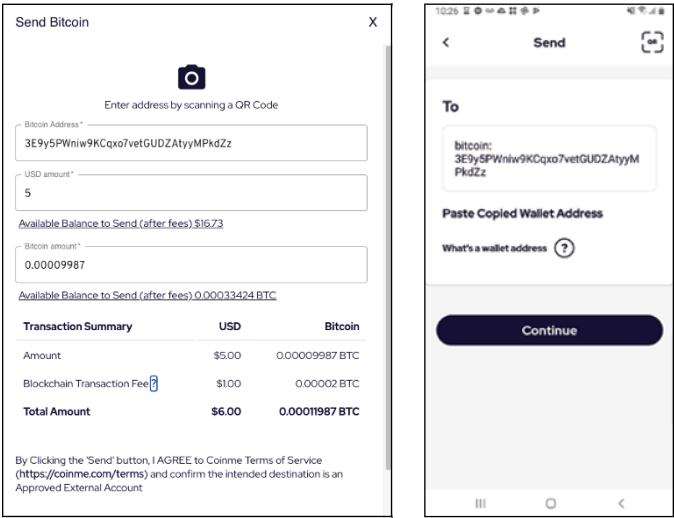 Send Bitcoin X
Enter address by scanning a QR Code
Bitcoin Address*
3E9y5PWniw9KCqxo7vetGUDZAtyyMPkdZz
USD amount*
5
Available Balance to Send (after fees) $16.73
Bitcoin amount*
0.00009987
Available Balance to Send (after fees) 0.00033424 BTC
Transaction Summary USD Bitcoin
Amount $5.00 0.00009987 BTC
Blockchain Transaction Fee ? $1.00 0.00002 BTC
Total Amount $6.00 0.00011987 BTC
By Clicking the 'Send' button, I AGREE to Coinme Terms of Service
(https://coinme.com/terms) and confirm the intended destination is an
Approved External Account
10:26
Send
QR
To
bitcoin:
3E9y5PWniw9KCqxo7vetGUDZAtyyM
PkdZz
Paste Copied Wallet Address
What's a wallet address ?
Continue